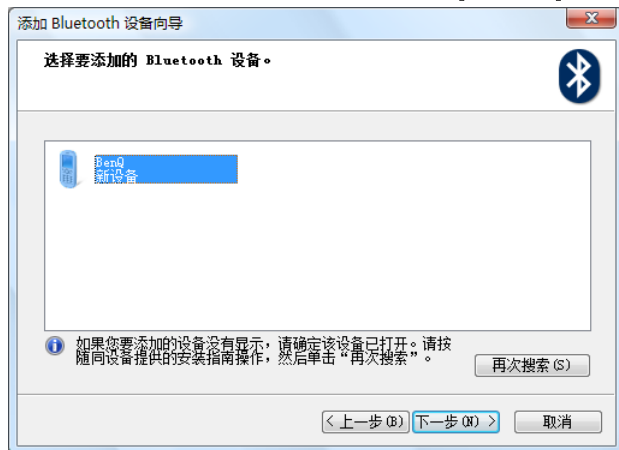 添加 Bluetooth 设备向导
选择要添加的 Bluetooth 设备。
BenQ
新设备
如果您要添加的设备没有显示，请确定该设备已打开。请按
随同设备提供的安装指南操作，然后单击“再次搜索”。
再次搜索(S)
< 上一步(B) 下一步(N) > 取消